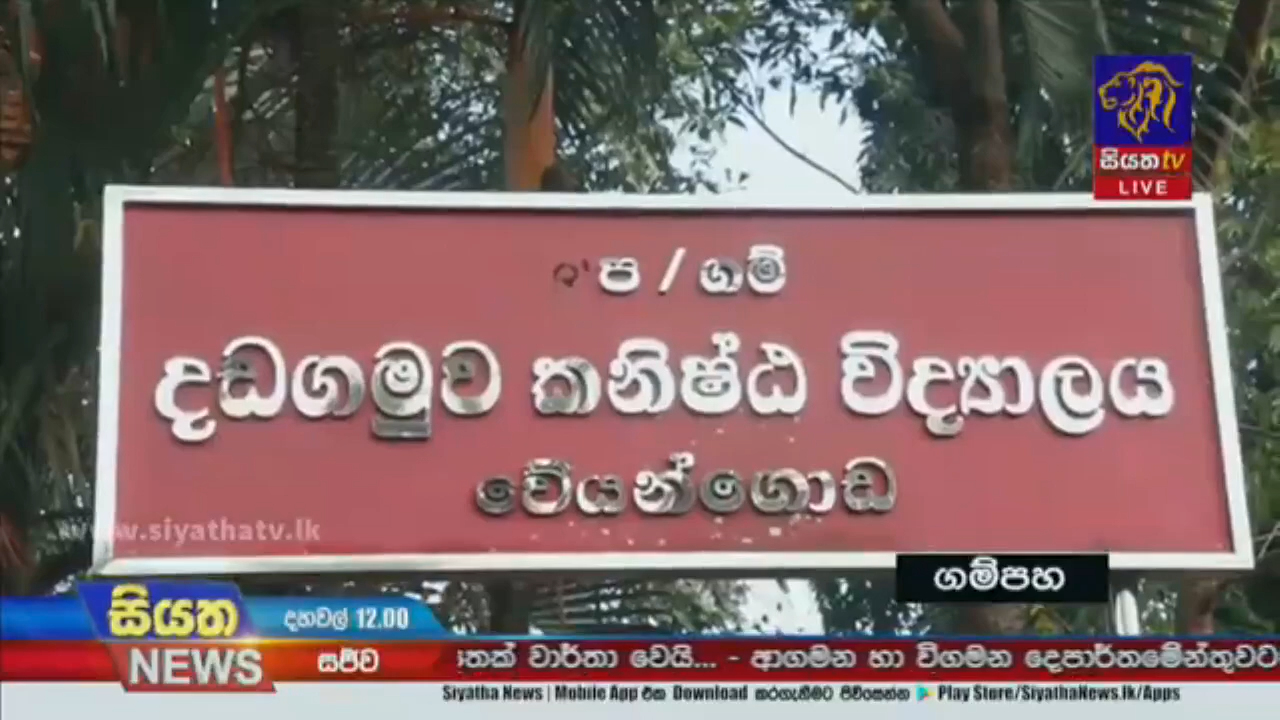 සියත tv
LIVE
ප / ගම්
දඩගමුව කනිෂ්ඨ විද්‍යාලය
වේයන්ගොඩ
www.siyathatv.lk
ගම්පහ
සියත
NEWS
දහවල් 12.00
සජීව
වාර්තා වෙයි... - ආගමන හා විගමන දෙපාර්තමේන්තුවට
Siyatha News | Mobile App එක Download කරගැනීමට පිවිසෙන්න Play Store/SiyathaNews.lk/Apps